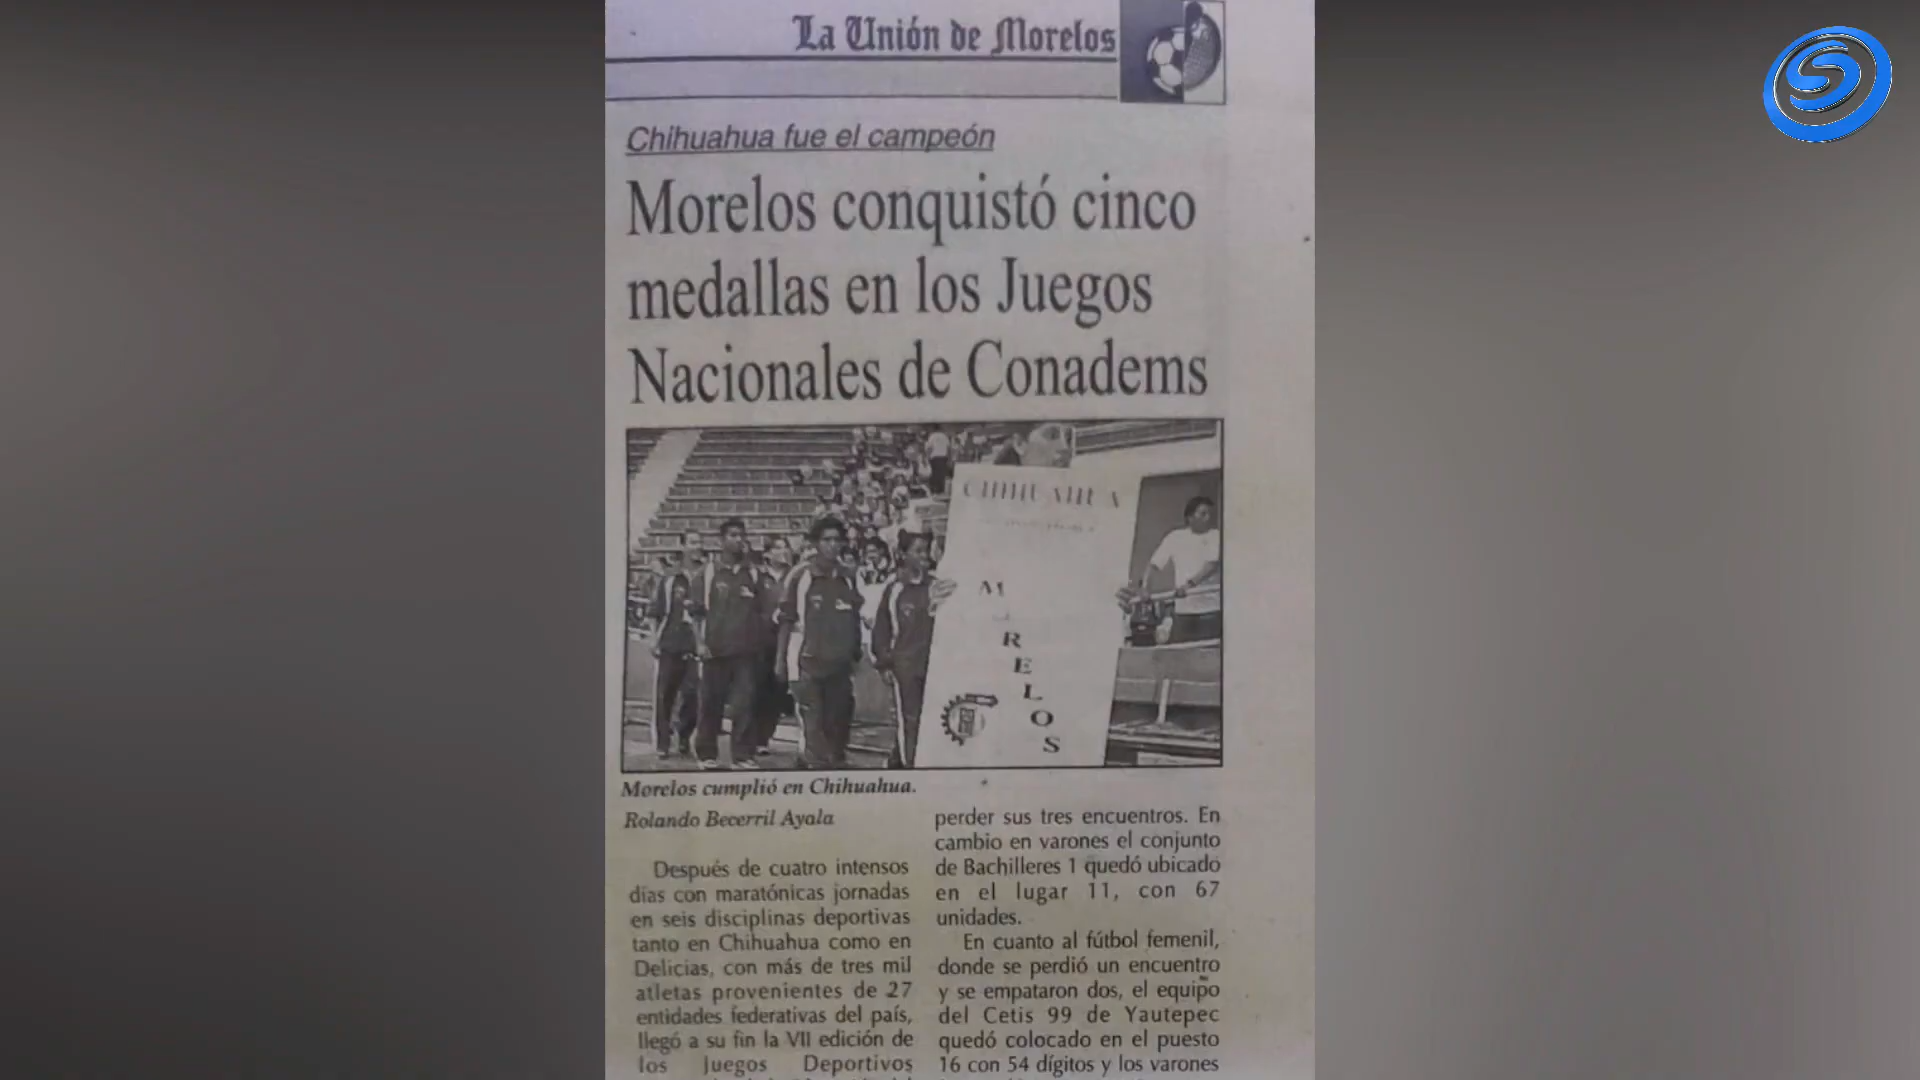 La Unión de Morelos
Chihuahua fue el campeón
Morelos conquistó cinco
medallas en los Juegos
Nacionales de Conadems
CHIHUAHUA
M
R
E
L
O
S
Morelos cumplió en Chihuahua.
Rolando Becerril Ayala
Después de cuatro intensos
días con maratónicas jornadas
en seis disciplinas deportivas
tanto en Chihuahua como en
Delicias, con más de tres mil
atletas provenientes de 27
entidades federativas del país,
llegó a su fin la VII edición de
los Juegos Deportivos
perder sus tres encuentros. En
cambio en varones el conjunto
de Bachilleres 1 quedó ubicado
en el lugar 11, con 67
unidades.
En cuanto al fútbol femenil,
donde se perdió un encuentro
y se empataron dos, el equipo
del Cetis 99 de Yautepec
quedó colocado en el puesto
16 con 54 dígitos y los varones